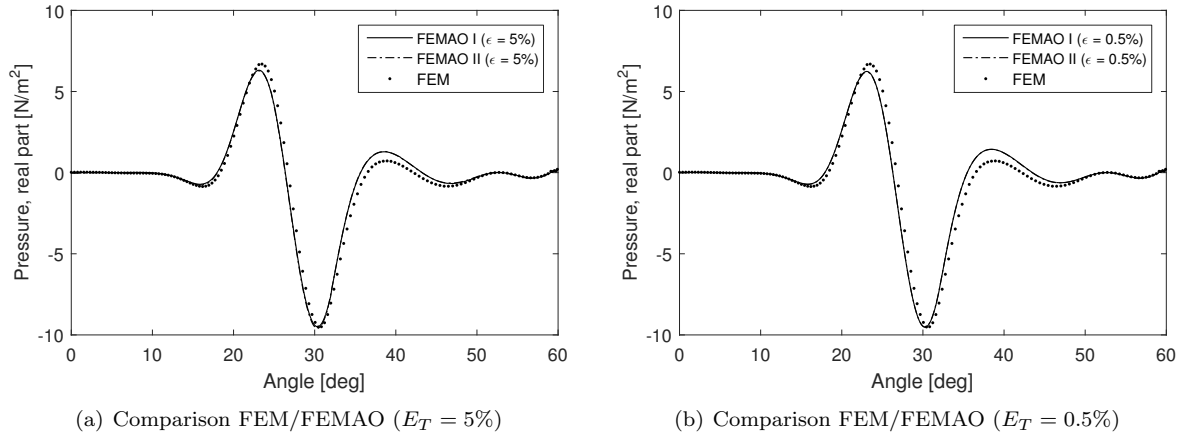 10
5
0
-5
-10
Pressure, real part [N/m²]
FEMAO I (ϵ = 5%)
FEMAO II (ϵ = 5%)
FEM
0 10 20 30 40 50 60
Angle [deg]
(a) Comparison FEM/FEMAO (E_T = 5%)
10
5
0
-5
-10
Pressure, real part [N/m²]
FEMAO I (ϵ = 0.5%)
FEMAO II (ϵ = 0.5%)
FEM
0 10 20 30 40 50 60
Angle [deg]
(b) Comparison FEM/FEMAO (E_T = 0.5%)